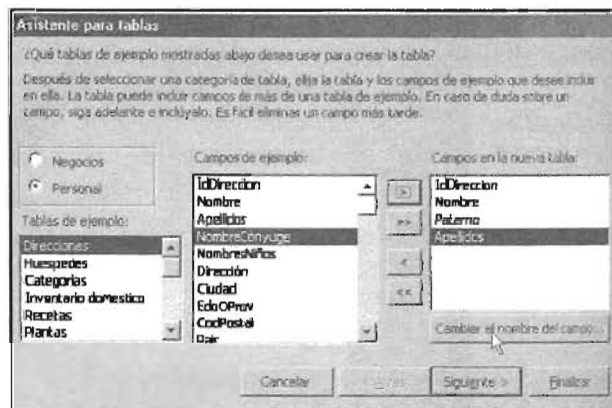 Asistente para tablas
¿Qué tablas de ejemplo mostradas abajo desea usar para crear la tabla?
Después de seleccionar una categoria de tabla, elija la tabla y los campos de ejemplo que desee incluir
en ella. La tabla puede incluir campos de más de una tabla de ejemplo. En caso de duda sobre un
campo, siga adelante e inclúyalo. Es fácil eliminas un campo más tarde.
Negocios
Personal
Tablas de ejemplo:
Direcciones
Huespedes
Categorias
Inventario domestico
Recetas
Plantas
Campos de ejemplo:
IdDireccion
Nombre
Apellidos
NombreConyuge
NombresNiños
Dirección
Ciudad
EdoOProv
CodPostal
>
>>
<
<<
Campos en la nueva tabla:
IdDireccion
Nombre
Paterno
Apellidos
Cambiar el nombre del campo...
Cancelar
Siguiente >
Finalizar